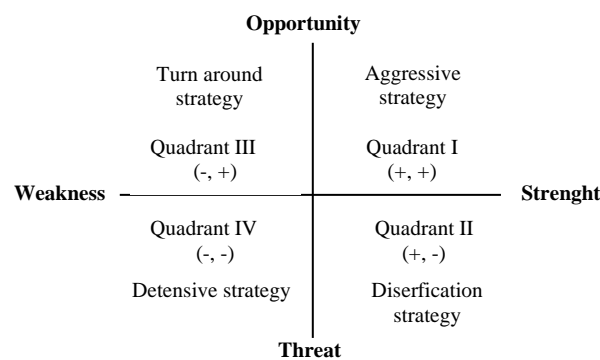 Opportunity
Turn around
strategy
Aggressive
strategy
Quadrant III
(-, +)
Quadrant I
(+, +)
Weakness
Strenght
Quadrant IV
(-, -)
Quadrant II
(+, -)
Detensive strategy
Diserfication
strategy
Threat